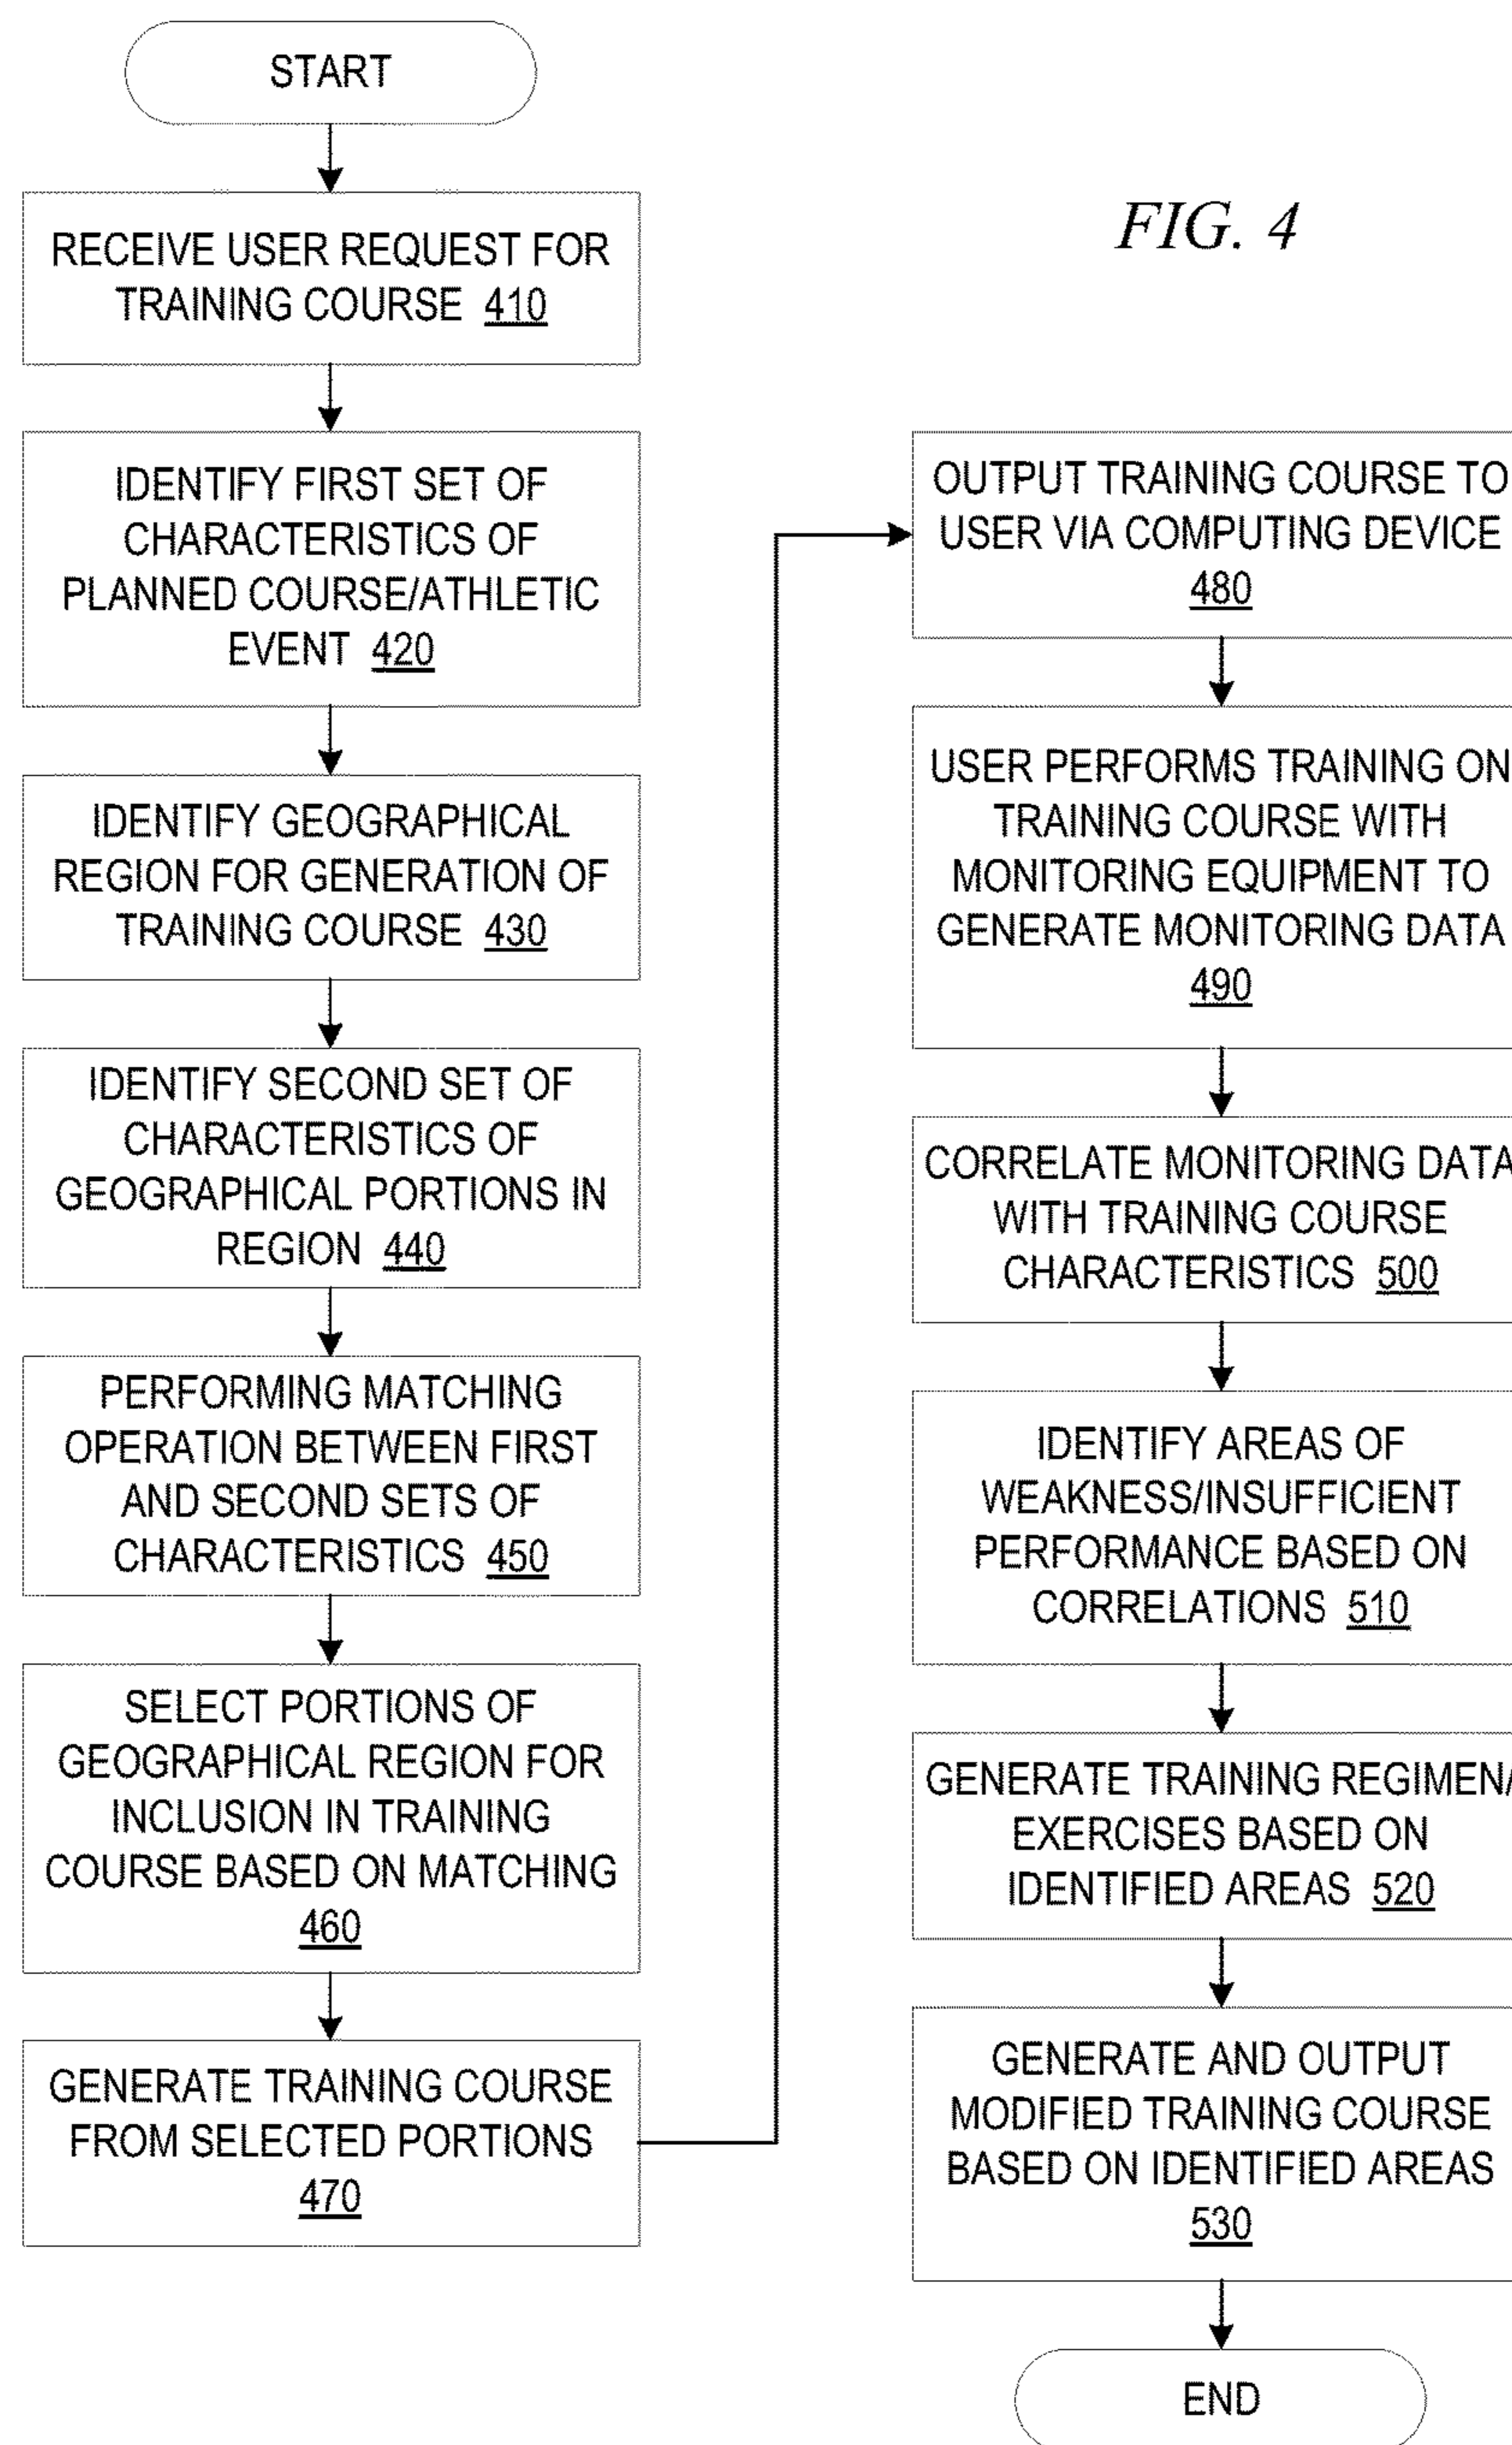 START
RECEIVE USER REQUEST FOR
TRAINING COURSE 410
IDENTIFY FIRST SET OF
CHARACTERISTICS OF
PLANNED COURSE/ATHLETIC
EVENT 420
IDENTIFY GEOGRAPHICAL
REGION FOR GENERATION OF
TRAINING COURSE 430
IDENTIFY SECOND SET OF
CHARACTERISTICS OF
GEOGRAPHICAL PORTIONS IN
REGION 440
PERFORMING MATCHING
OPERATION BETWEEN FIRST
AND SECOND SETS OF
CHARACTERISTICS 450
SELECT PORTIONS OF
GEOGRAPHICAL REGION FOR
INCLUSION IN TRAINING
COURSE BASED ON MATCHING
460
GENERATE TRAINING COURSE
FROM SELECTED PORTIONS
470
FIG. 4
OUTPUT TRAINING COURSE TO
USER VIA COMPUTING DEVICE
480
USER PERFORMS TRAINING ON
TRAINING COURSE WITH
MONITORING EQUIPMENT TO
GENERATE MONITORING DATA
490
CORRELATE MONITORING DATA
WITH TRAINING COURSE
CHARACTERISTICS 500
IDENTIFY AREAS OF
WEAKNESS/INSUFFICIENT
PERFORMANCE BASED ON
CORRELATIONS 510
GENERATE TRAINING REGIMEN/
EXERCISES BASED ON
IDENTIFIED AREAS 520
GENERATE AND OUTPUT
MODIFIED TRAINING COURSE
BASED ON IDENTIFIED AREAS
530
END